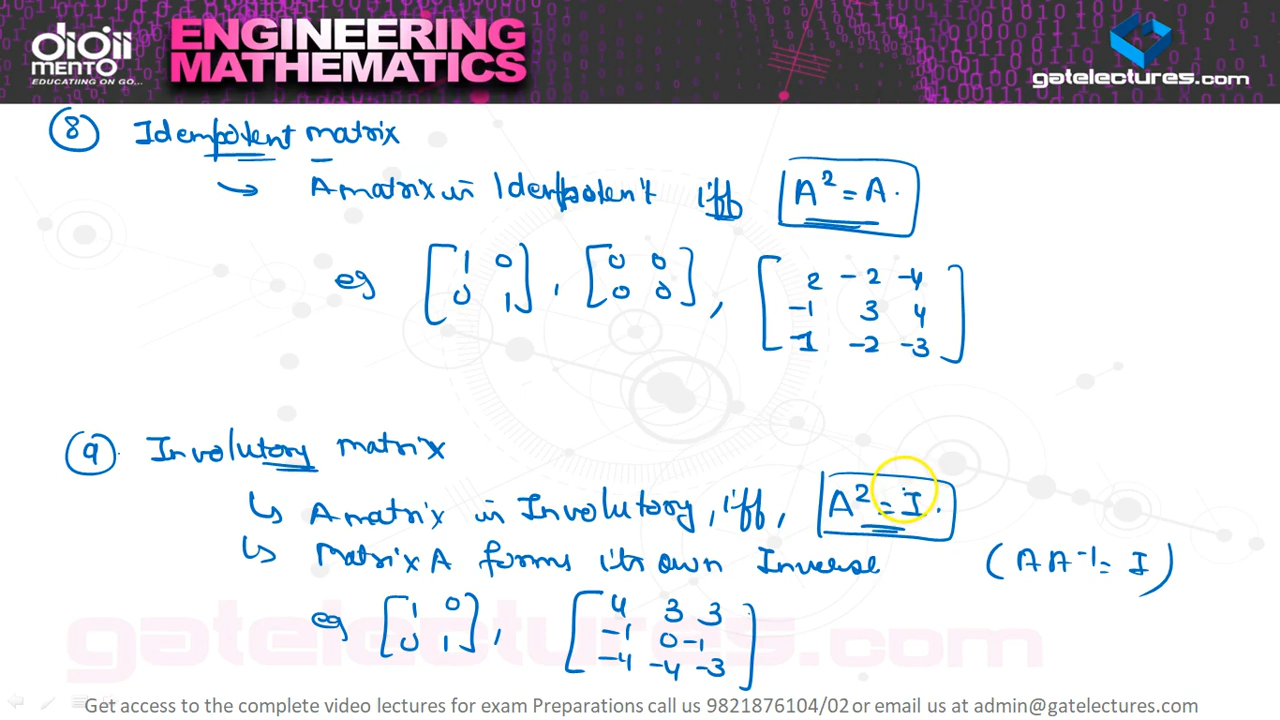 digii
MENTO
EDUCATIING ON GO...
ENGINEERING
MATHEMATICS
gatelectures.com
8 Idempotent matrix
↳ A matrix is Idempotent iff A² = A.
eg [1 0
0 1], [0 0
0 0], [2 -2 -4
-1 3 4
1 -2 -3]
9 Involutory matrix
↳ A matrix is Involutory, iff, A² = I.
↳ Matrix A forms its own Inverse (A A⁻¹ = I)
eg [1 0
0 1], [4 3 3
-1 0 -1
-4 -4 -3]
gatelectures.com
Get access to the complete video lectures for exam Preparations call us 9821876104/02 or email us at admin@gatelectures.com